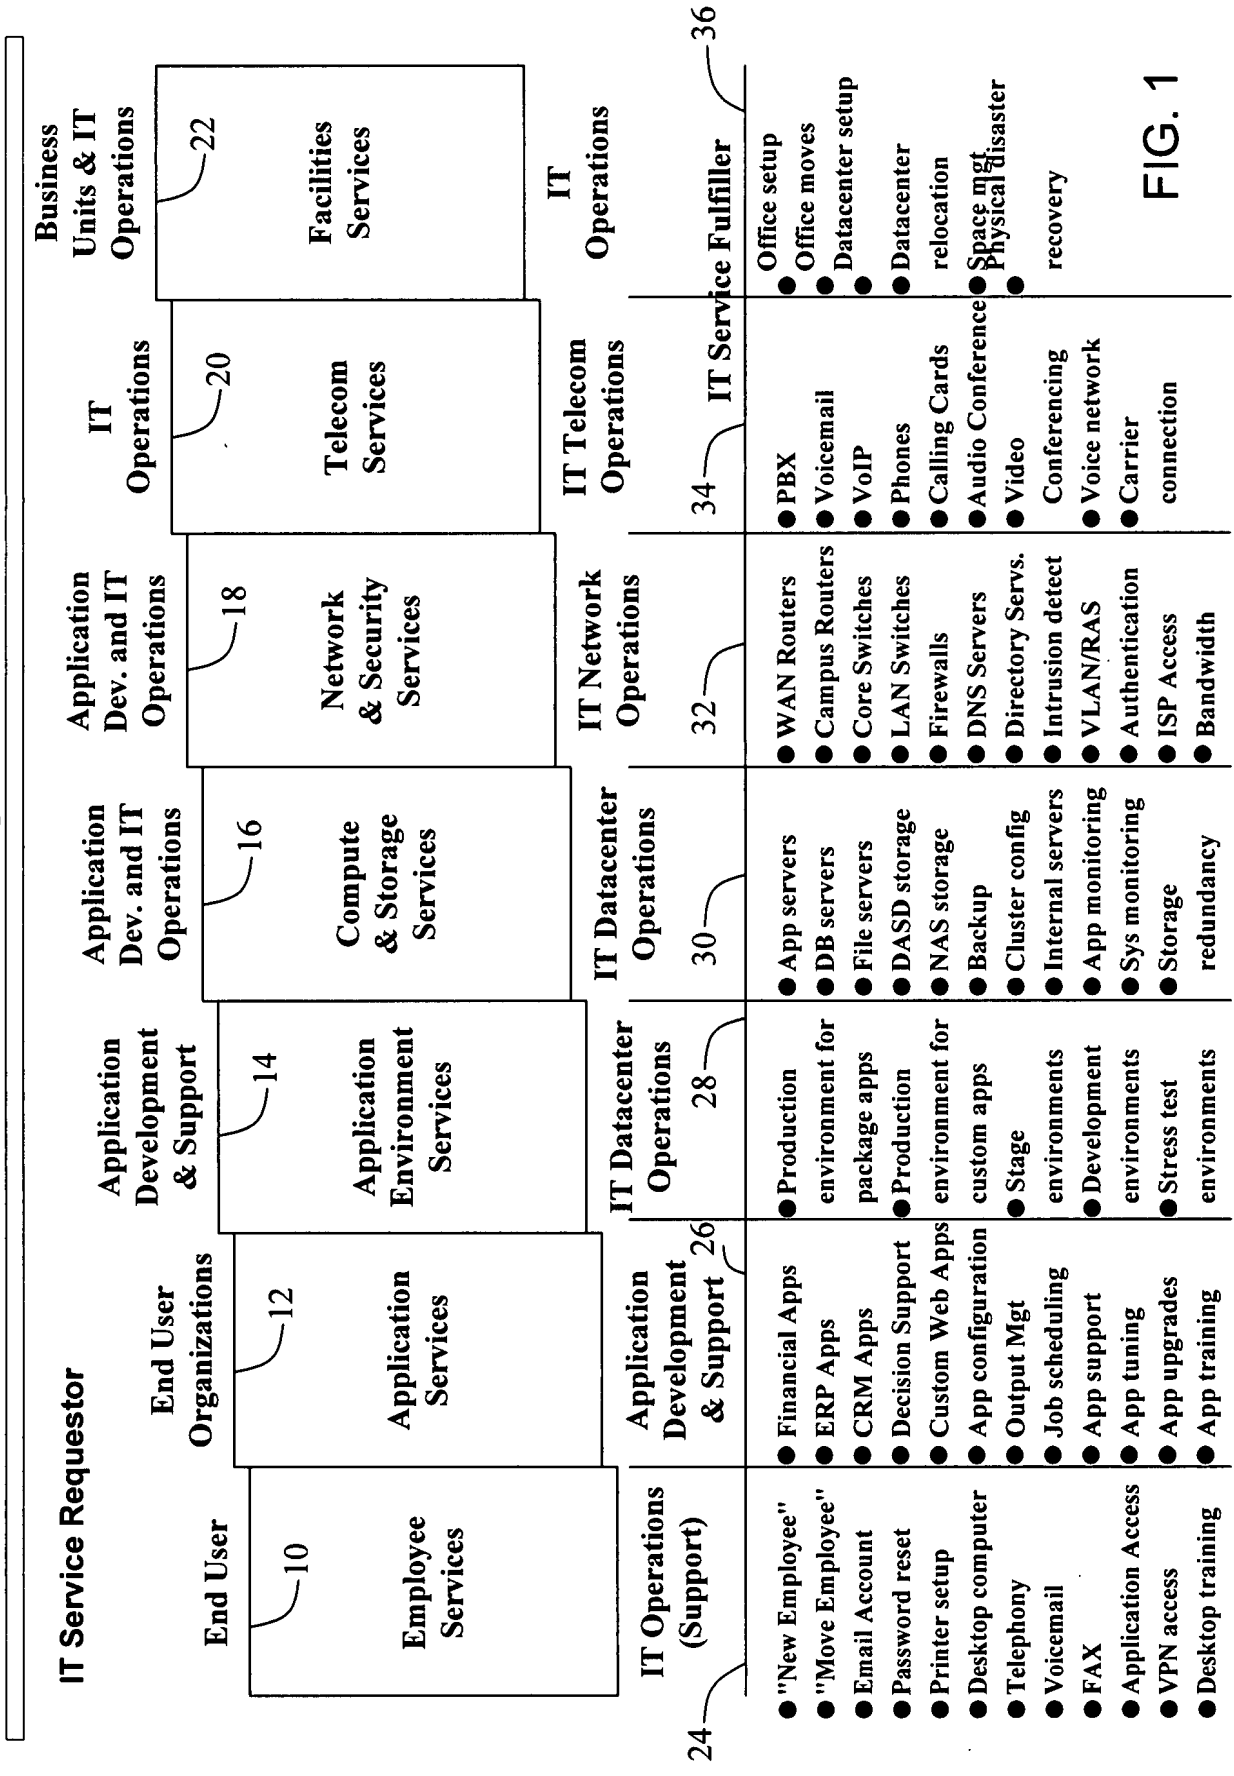 IT Service Requestor
End User
10
Employee
Services
IT Operations
(Support)
24
● "New Employee"
● "Move Employee"
● Email Account
● Password reset
● Printer setup
● Desktop computer
● Telephony
● Voicemail
● FAX
● Application Access
● VPN access
● Desktop training
End User
Organizations
12
Application
Services
Application
Development
& Support
26
● Financial Apps
● ERP Apps
● CRM Apps
● Decision Support
● Custom Web Apps
● App configuration
● Output Mgt
● Job scheduling
● App support
● App tuning
● App upgrades
● App training
Application
Development
& Support
14
Application
Environment
Services
IT Datacenter
Operations
28
● Production
environment for
package apps
● Production
environment for
custom apps
● Stage
environments
● Development
environments
● Stress test
environments
Application
Dev. and IT
Operations
16
Compute
& Storage
Services
IT Datacenter
Operations
30
● App servers
● DB servers
● File servers
● DASD storage
● NAS storage
● Backup
● Cluster config
● Internal servers
● App monitoring
● Sys monitoring
● Storage
redundancy
Application
Dev. and IT
Operations
18
Network
& Security
Services
IT Network
Operations
32
● WAN Routers
● Campus Routers
● Core Switches
● LAN Switches
● Firewalls
● DNS Servers
● Directory Servs.
● Intrusion detect
● VLAN/RAS
● Authentication
● ISP Access
● Bandwidth
IT
Operations
20
Telecom
Services
IT Telecom
Operations
34
● PBX
● Voicemail
● VoIP
● Phones
● Calling Cards
● Audio Conference
● Video
Conferencing
● Voice network
● Carrier
connection
Business
Units & IT
Operations
22
Facilities
Services
IT
Operations
IT Service Fulfiller
36
● Office setup
● Office moves
● Datacenter setup
● Datacenter
relocation
● Space mgt
● Physical disaster
recovery
FIG. 1